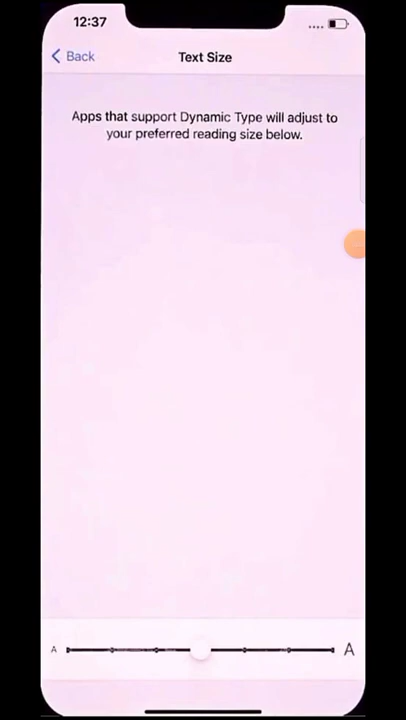 12:37
Back
Text Size
Apps that support Dynamic Type will adjust to
your preferred reading size below.
A
A